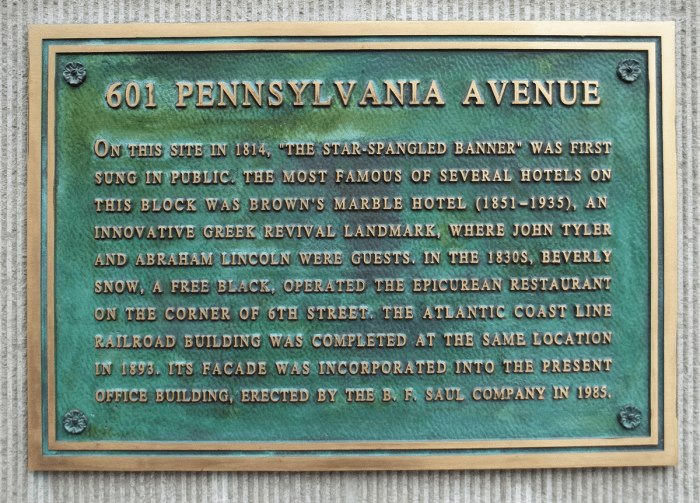 601 PENNSYLVANIA AVENUE
ON THIS SITE IN 1814, "THE STAR-SPANGLED BANNER" WAS FIRST
SUNG IN PUBLIC. THE MOST FAMOUS OF SEVERAL HOTELS ON
THIS BLOCK WAS BROWN'S MARBLE HOTEL (1851-1935), AN
INNOVATIVE GREEK REVIVAL LANDMARK, WHERE JOHN TYLER
AND ABRAHAM LINCOLN WERE GUESTS. IN THE 1830S, BEVERLY
SNOW, A FREE BLACK, OPERATED THE EPICUREAN RESTAURANT
ON THE CORNER OF 6TH STREET. THE ATLANTIC COAST LINE
RAILROAD BUILDING WAS COMPLETED AT THE SAME LOCATION
IN 1893. ITS FACADE WAS INCORPORATED INTO THE PRESENT
OFFICE BUILDING, ERECTED BY THE B. F. SAUL COMPANY IN 1985.